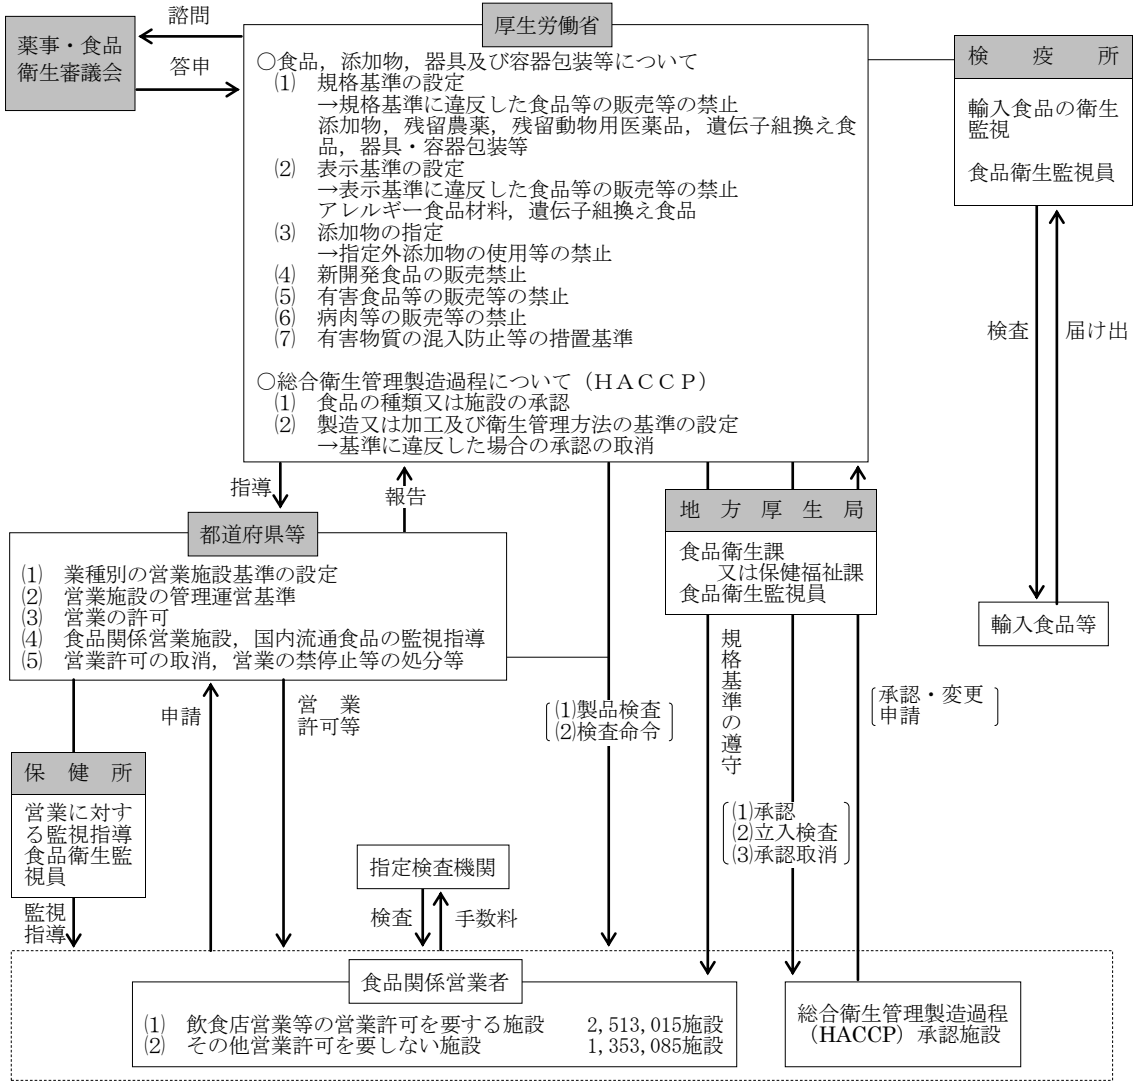 諮問
薬事・食品
衛生審議会
答申
厚生労働省
○食品，添加物，器具及び容器包装等について
⑴　規格基準の設定
→規格基準に違反した食品等の販売等の禁止
添加物，残留農薬，残留動物用医薬品，遺伝子組換え食
品，器具・容器包装等
⑵　表示基準の設定
→表示基準に違反した食品等の販売等の禁止
アレルギー食品材料，遺伝子組換え食品
⑶　添加物の指定
→指定外添加物の使用等の禁止
⑷　新開発食品の販売禁止
⑸　有害食品等の販売等の禁止
⑹　病肉等の販売等の禁止
⑺　有害物質の混入防止等の措置基準
○総合衛生管理製造過程について（ＨＡＣＣＰ）
⑴　食品の種類又は施設の承認
⑵　製造又は加工及び衛生管理方法の基準の設定
→基準に違反した場合の承認の取消
検　疫　所
輸入食品の衛生
監視
食品衛生監視員
検査
届け出
輸入食品等
指導
報告
都道府県等
⑴　業種別の営業施設基準の設定
⑵　営業施設の管理運営基準
⑶　営業の許可
⑷　食品関係営業施設，国内流通食品の監視指導
⑸　営業許可の取消，営業の禁停止等の処分等
地　方　厚　生　局
食品衛生課
又は保健福祉課
食品衛生監視員
申請
営　業
許可等
⑴製品検査
⑵検査命令
規格基準の遵守
承認・変更
申請
⑴承認
⑵立入検査
⑶承認取消
保　健　所
営業に対す
る監視指導
食品衛生監
視員
監視
指導
指定検査機関
検査
手数料
食品関係営業者
⑴　飲食店営業等の営業許可を要する施設　2,513,015施設
⑵　その他営業許可を要しない施設　1,353,085施設
総合衛生管理製造過程
（HACCP）承認施設